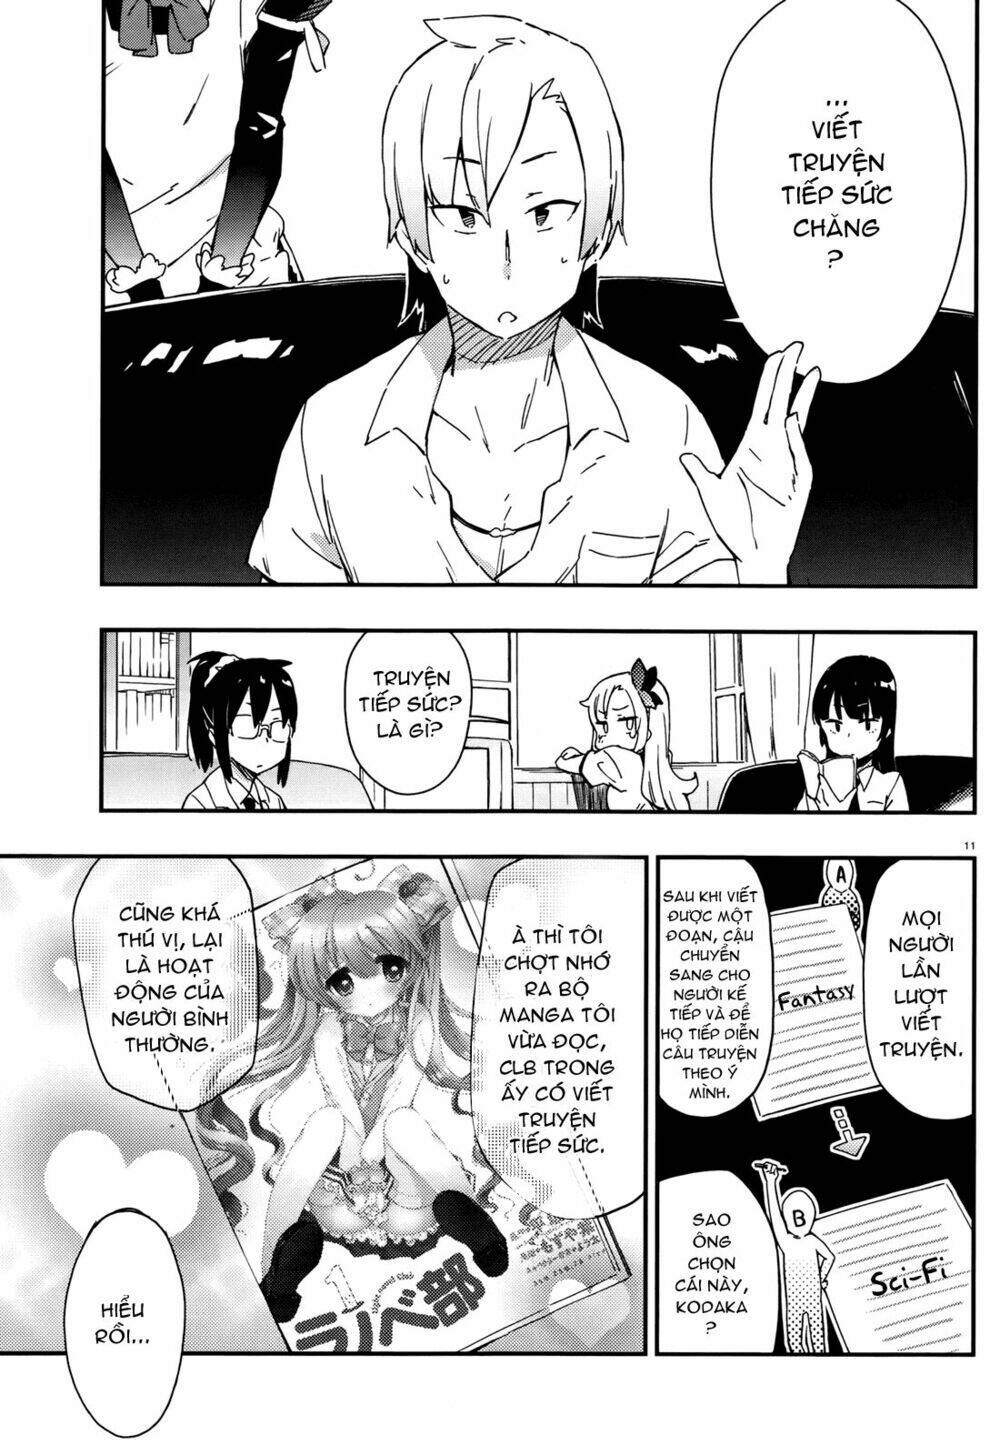 ...
VIẾT
TRUYỆN
TIẾP SỨC
CHĂNG
?
TRUYỆN
TIẾP SỨC?
LÀ GÌ?
11
MỌI
NGƯỜI
LẦN
LƯỢT
VIẾT
TRUYỆN.
A
Fantasy
SAU KHI VIẾT
ĐƯỢC MỘT
ĐOẠN, CẬU
CHUYỂN
SANG CHO
NGƯỜI KẾ
TIẾP VÀ ĐỂ
HỌ TIẾP DIỄN
CÂU TRUYỆN
THEO Ý
MÌNH.
B
Sci-Fi
SAO
ÔNG
CHỌN
CÁI NÀY,
KODAKA
?
À THÌ TÔI
CHỢT NHỚ
RA BỘ
MANGA TÔI
VỪA ĐỌC,
CLB TRONG
ẤY CÓ VIẾT
TRUYỆN
TIẾP SỨC.
CŨNG KHÁ
THÚ VỊ, LẠI
LÀ HOẠT
ĐỘNG CỦA
NGƯỜI BÌNH
THƯỜNG.
1
ラノベ部
HIỂU
RỒI...